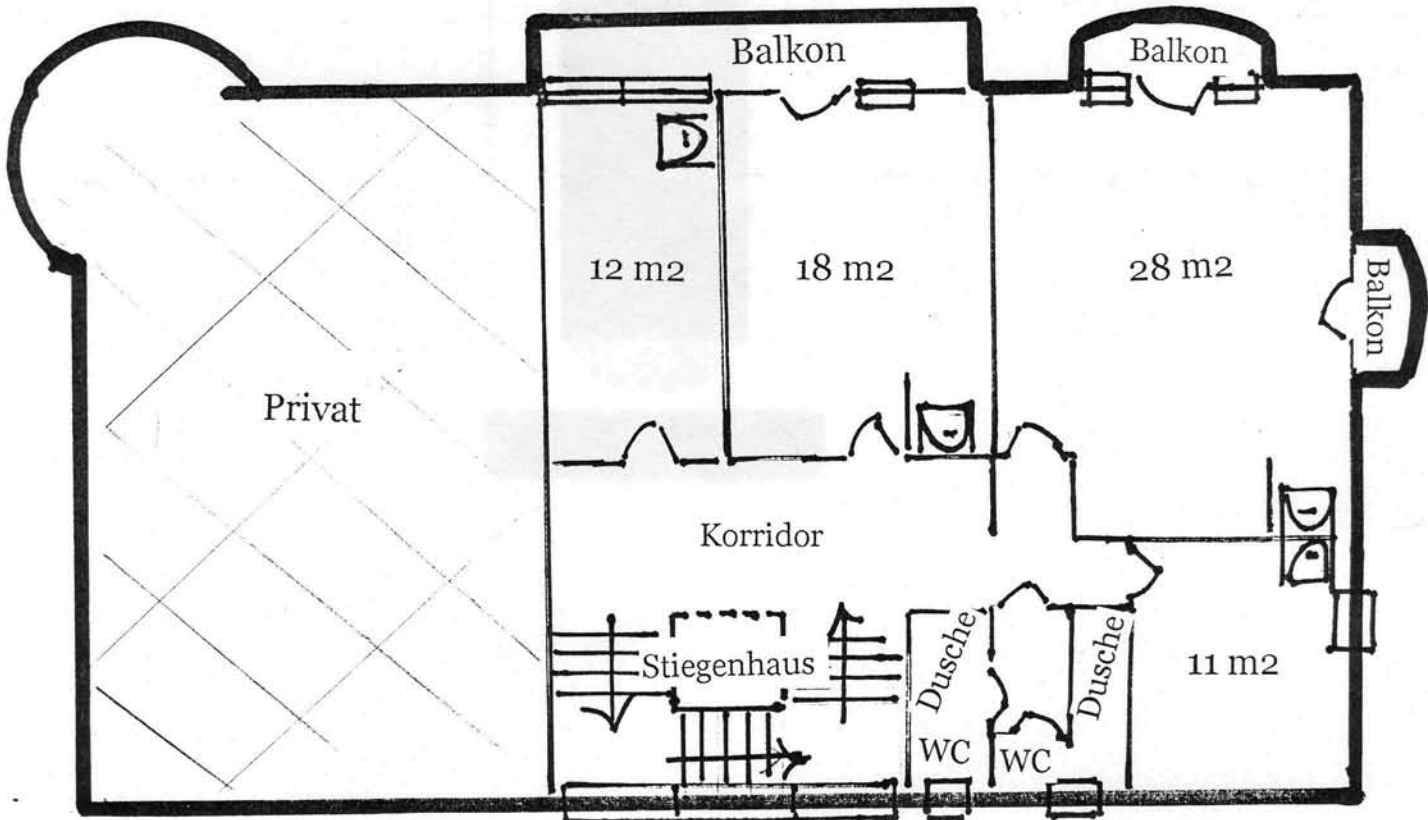 Balkon
Balkon
12 m2
18 m2
28 m2
Balkon
Privat
Korridor
Stiegenhaus
Dusche
Dusche
11 m2
WC
WC